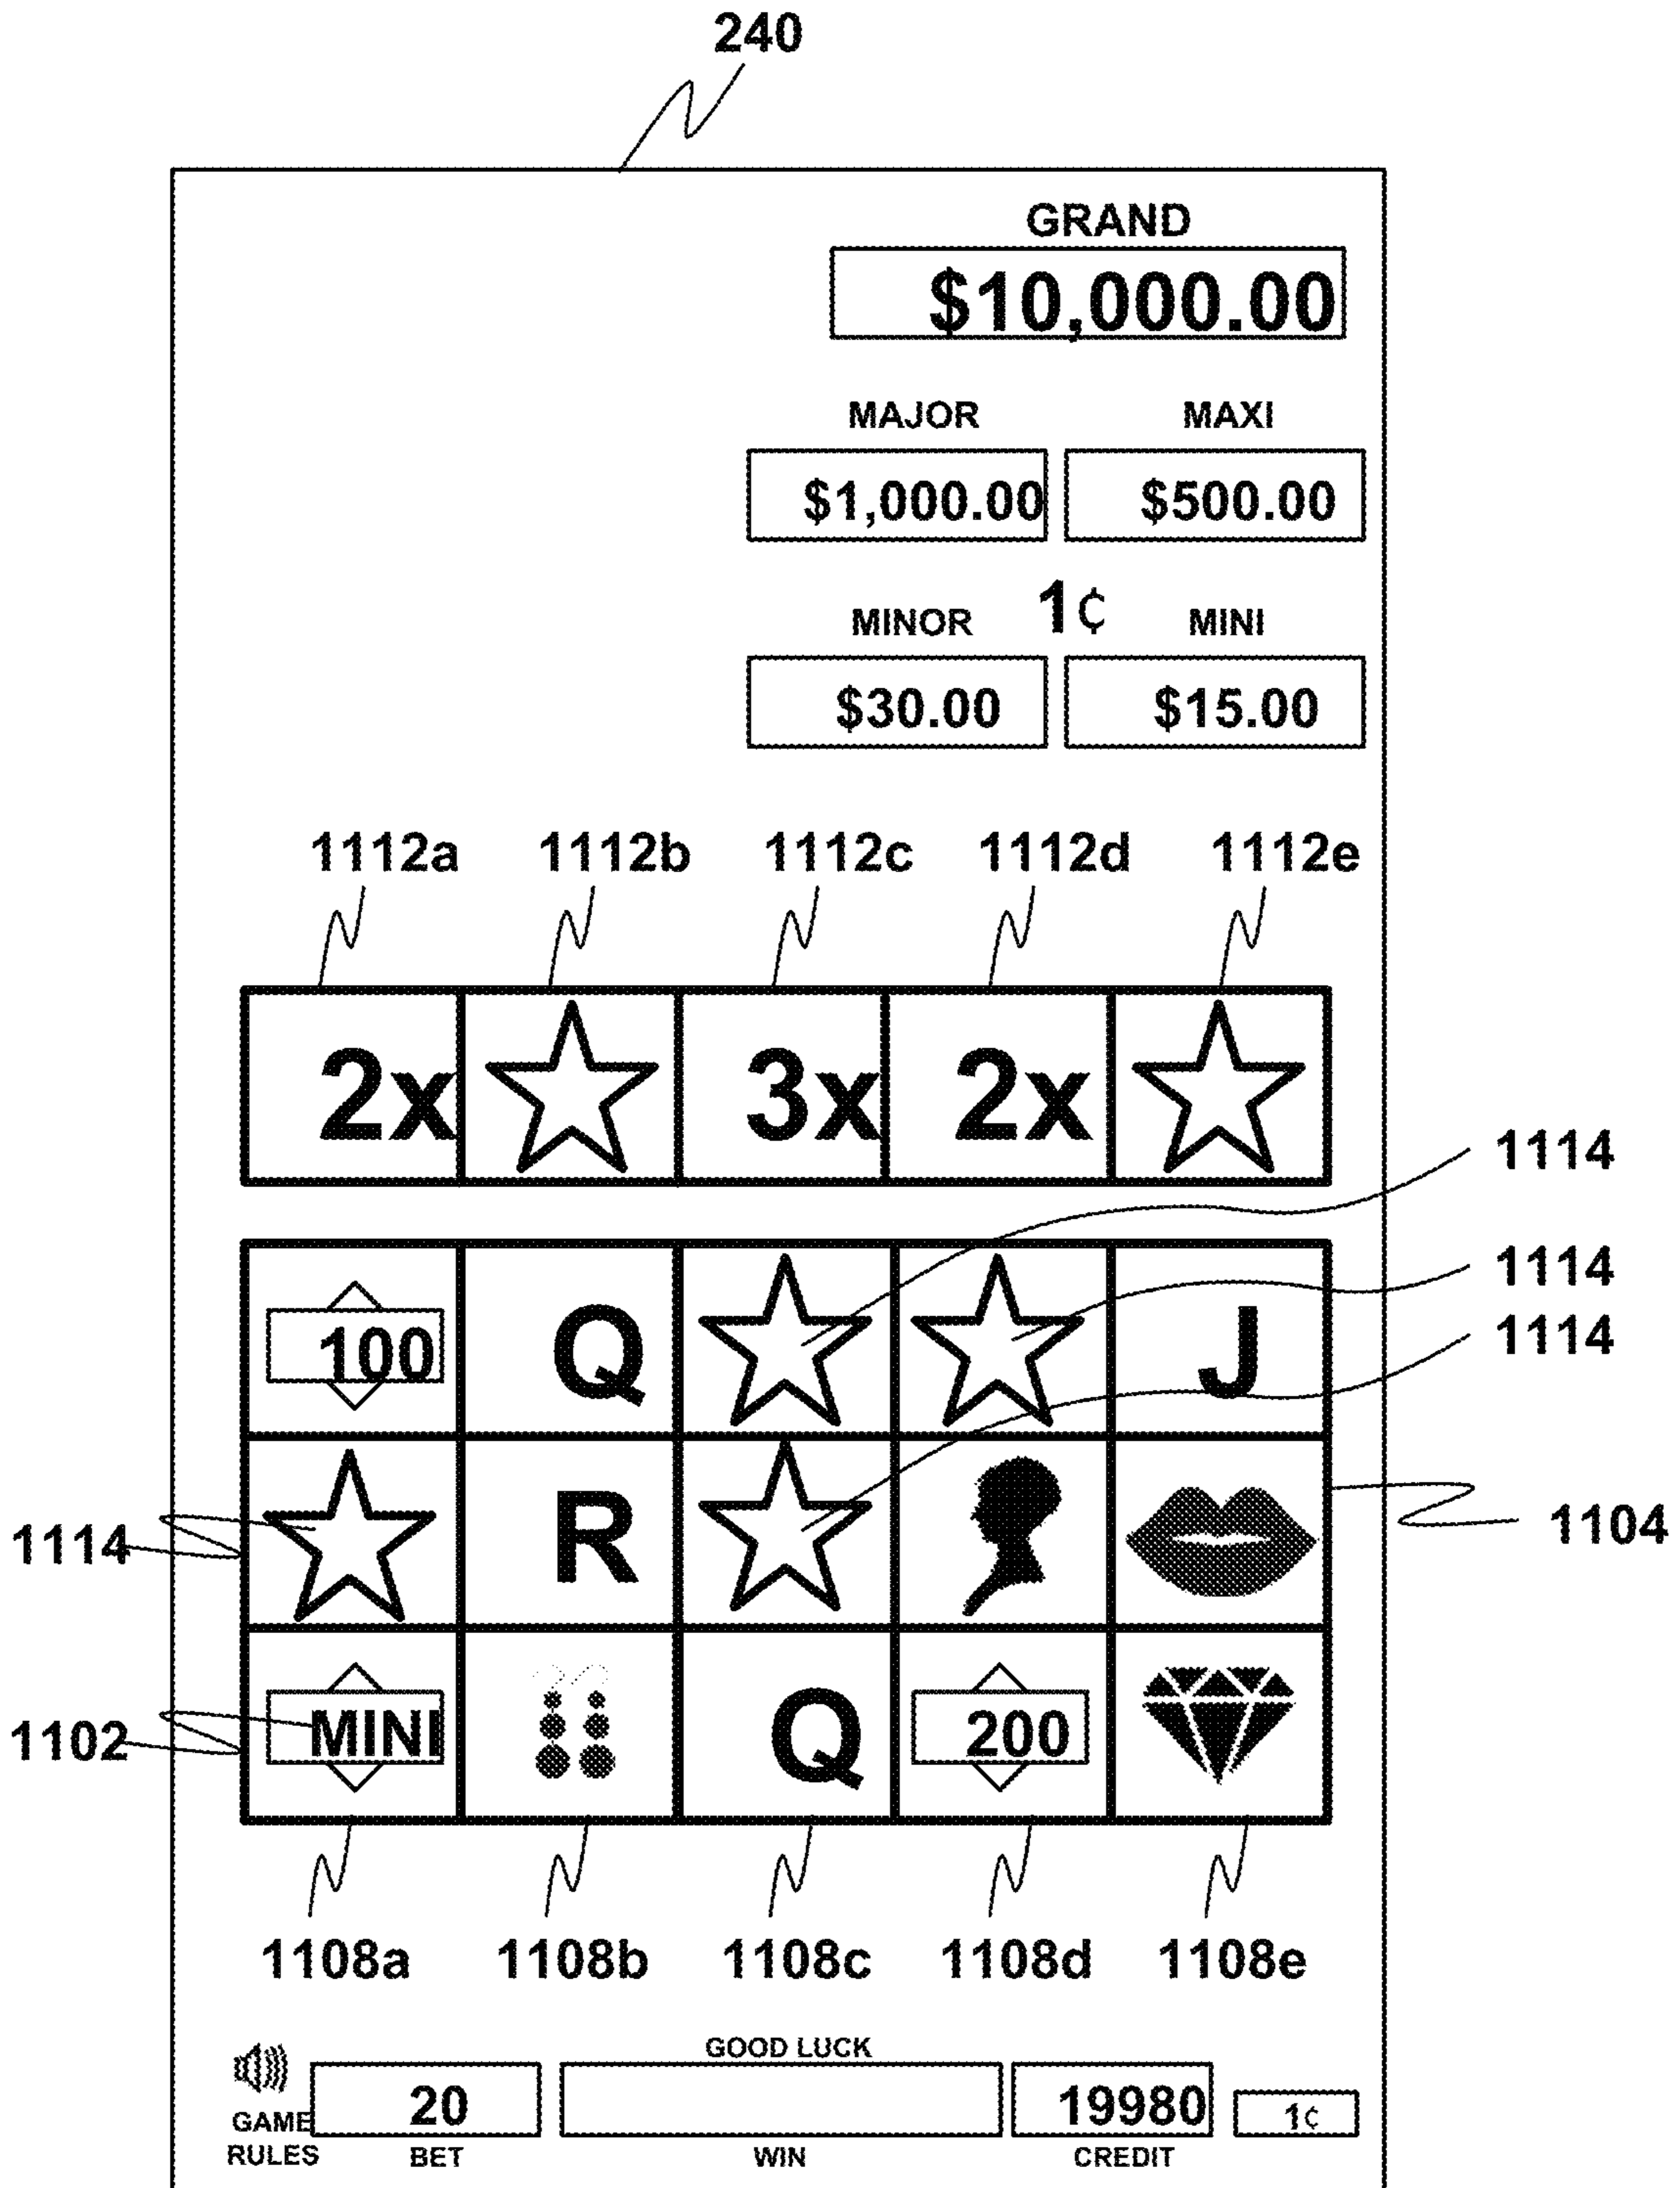 240
GRAND
$10,000.00
MAJOR MAXI
$1,000.00 $500.00
1¢
MINOR MINI
$30.00 $15.00
1112a 1112b 1112c 1112d 1112e
2x 3x 2x
1114
1114
1114
100 Q J
1114 R 1104
1102 MINI Q 200
1108a 1108b 1108c 1108d 1108e
GOOD LUCK
20 19980 1¢
GAME
RULES BET WIN CREDIT